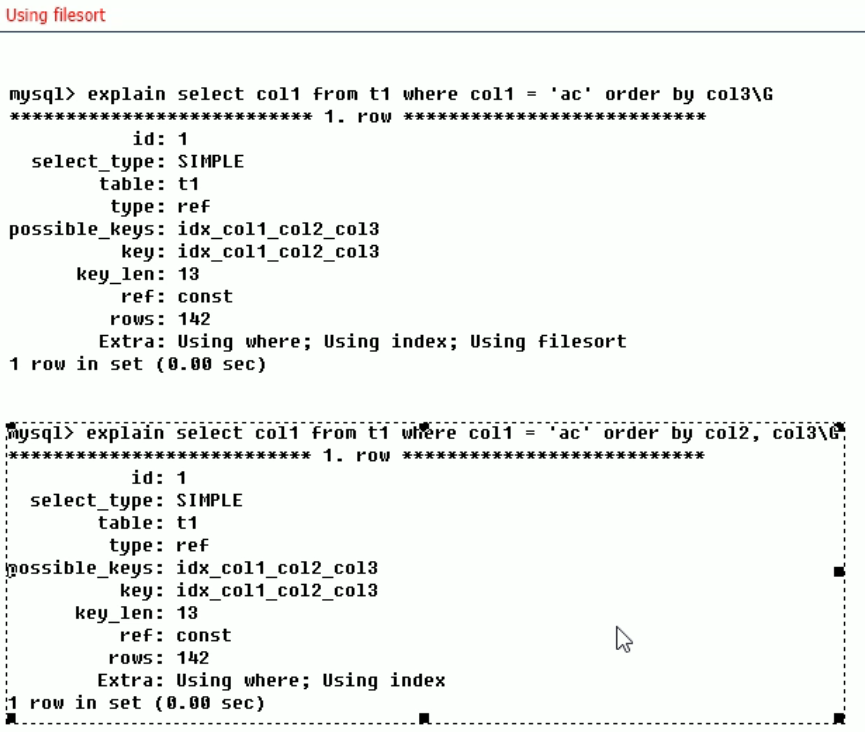 Using filesort
mysql> explain select col1 from t1 where col1 = 'ac' order by col3\G
*************************** 1. row ***************************
id: 1
select_type: SIMPLE
table: t1
type: ref
possible_keys: idx_col1_col2_col3
key: idx_col1_col2_col3
key_len: 13
ref: const
rows: 142
Extra: Using where; Using index; Using filesort
1 row in set (0.00 sec)
mysql> explain select col1 from t1 where col1 = 'ac' order by col2, col3\G
*************************** 1. row ***************************
id: 1
select_type: SIMPLE
table: t1
type: ref
possible_keys: idx_col1_col2_col3
key: idx_col1_col2_col3
key_len: 13
ref: const
rows: 142
Extra: Using where; Using index
1 row in set (0.00 sec)